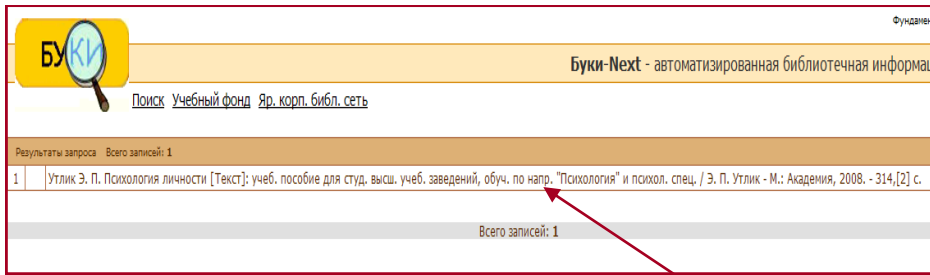 Фундамен
БУКИ
Буки-Next - автоматизированная библиотечная информац
Поиск Учебный фонд Яр. корп. библ. сеть
Результаты запроса Всего записей: 1
1 Утлик Э. П. Психология личности [Текст]: учеб. пособие для студ. высш. учеб. заведений, обуч. по напр. "Психология" и психол. спец. / Э. П. Утлик - М.: Академия, 2008. - 314,[2] с.
Всего записей: 1